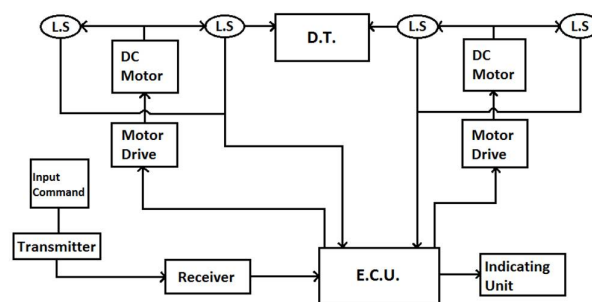 L.S
L.S
D.T.
L.S
L.S
DC
Motor
DC
Motor
Motor
Drive
Motor
Drive
Input
Command
Transmitter
Receiver
E.C.U.
Indicating
Unit